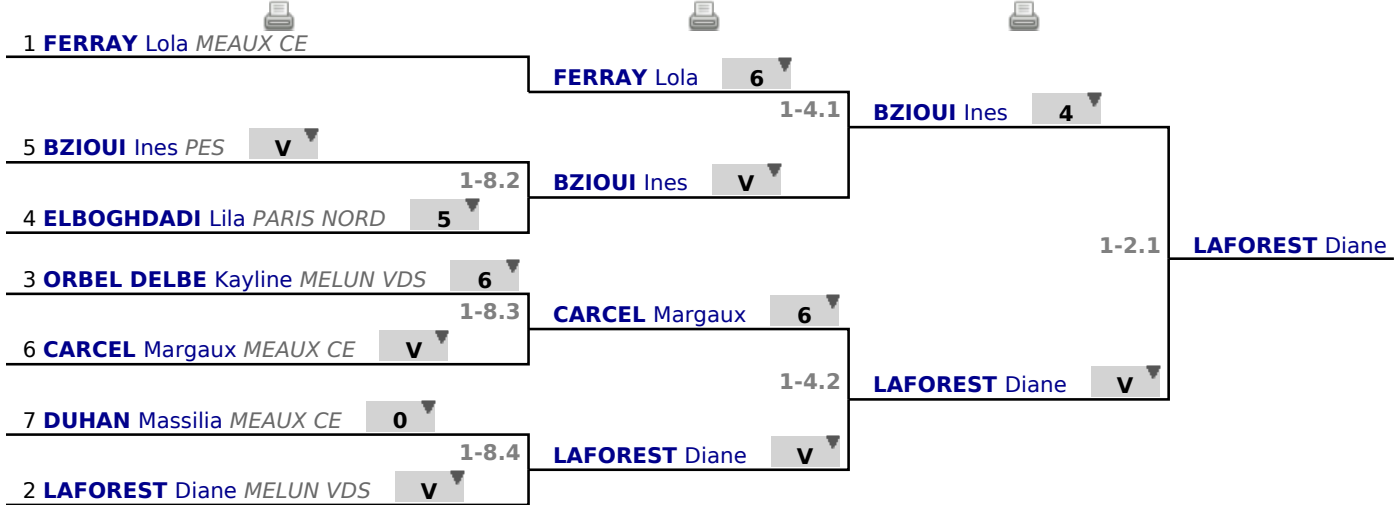 1 FERRAY Lola MEAUX CE
5 BZIOUI Ines PES V
1-8.2
4 ELBOGHDADI Lila PARIS NORD 5
3 ORBEL DELBE Kayline MELUN VDS 6
1-8.3
6 CARCEL Margaux MEAUX CE V
7 DUHAN Massilia MEAUX CE 0
1-8.4
2 LAFOREST Diane MELUN VDS V
FERRAY Lola 6
1-4.1
BZIOUI Ines V
CARCEL Margaux 6
1-4.2
LAFOREST Diane V
BZIOUI Ines 4
1-2.1
LAFOREST Diane V
LAFOREST Diane